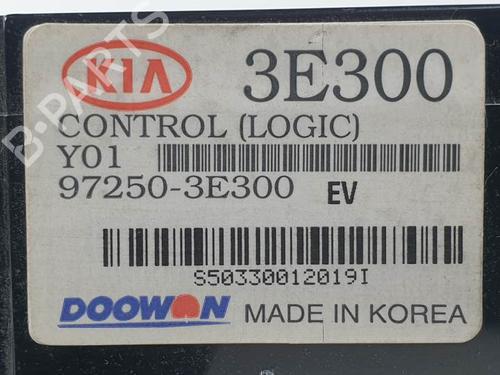 KIA 3E300
CONTROL (LOGIC)
Y01
97250-3E300 EV
S50330012019I
DOOWON MADE IN KOREA
B-PARTS